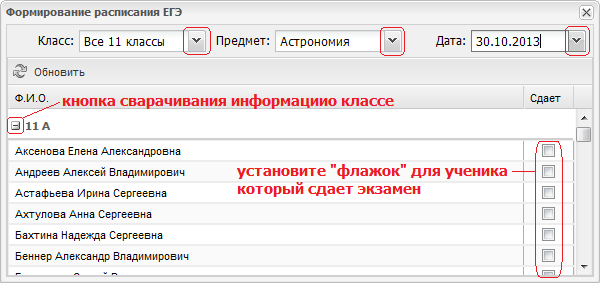 Формирование расписания ЕГЭ
Класс: Все 11 классы Предмет: Астрономия Дата: 30.10.2013
Обновить
Ф.И.О. Сдает
кнопка сварачивания информациио классе
11 А
Аксенова Елена Александровна
Андреев Алексей Владимирович
установите "флажок" для ученика
который сдает экзамен
Астафьева Ирина Сергеевна
Ахтулова Анна Сергеевна
Бахтина Надежда Сергеевна
Беннер Александр Владимирович